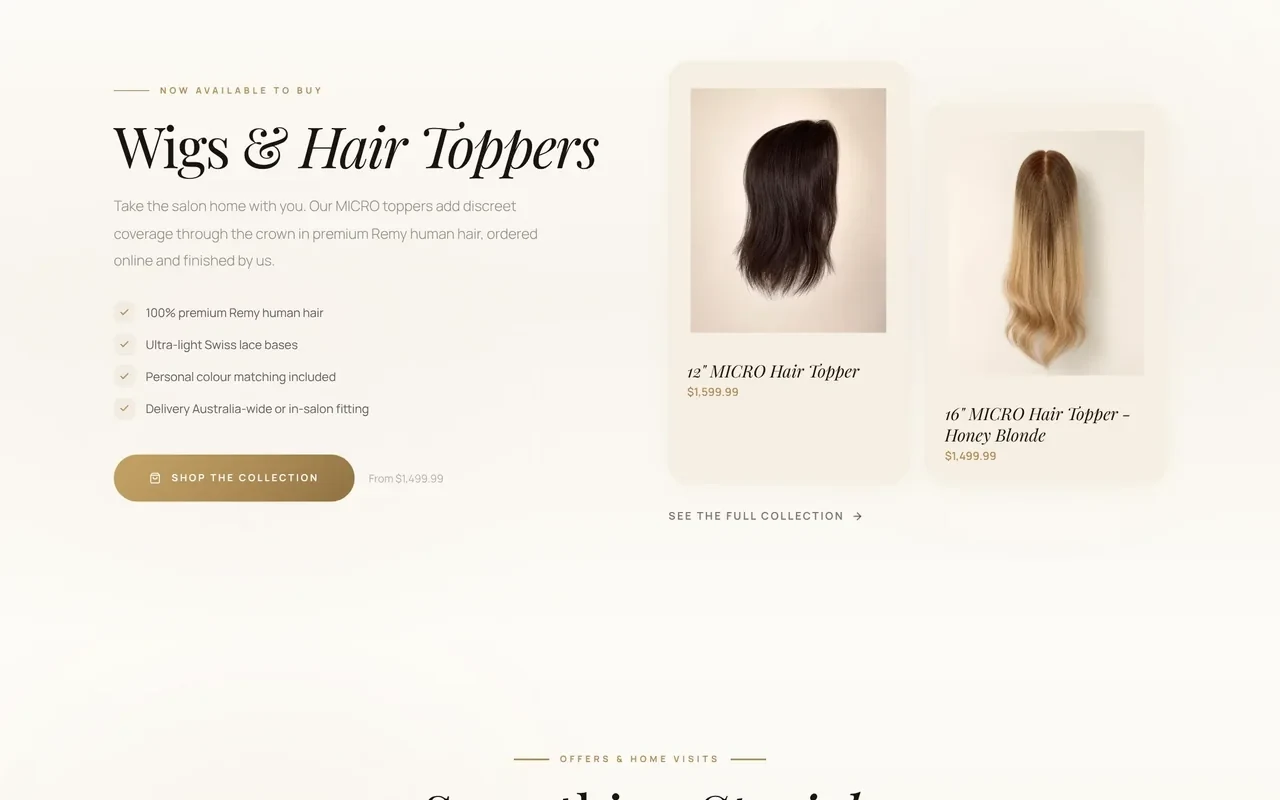 NOW AVAILABLE TO BUY
Wigs & Hair Toppers
Take the salon home with you. Our MICRO toppers add discreet
coverage through the crown in premium Remy human hair, ordered
online and finished by us.
100% premium Remy human hair
Ultra-light Swiss lace bases
Personal colour matching included
Delivery Australia-wide or in-salon fitting
SHOP THE COLLECTION
From $1,499.99
12" MICRO Hair Topper
$1,599.99
16" MICRO Hair Topper –
Honey Blonde
$1,499.99
SEE THE FULL COLLECTION →
OFFERS & HOME VISITS